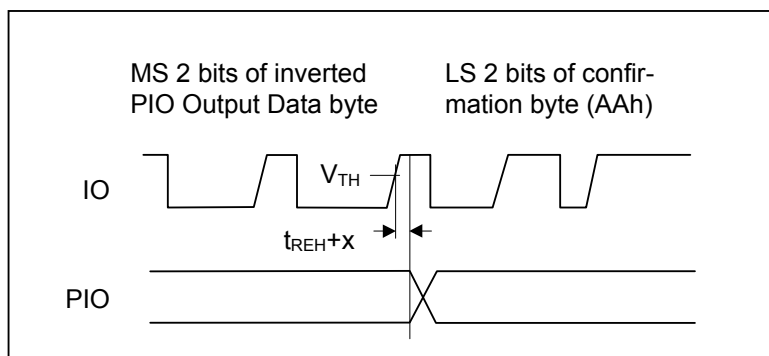 MS 2 bits of inverted
PIO Output Data byte
LS 2 bits of confir-
mation byte (AAh)
IO
VTH
tREH+x
PIO